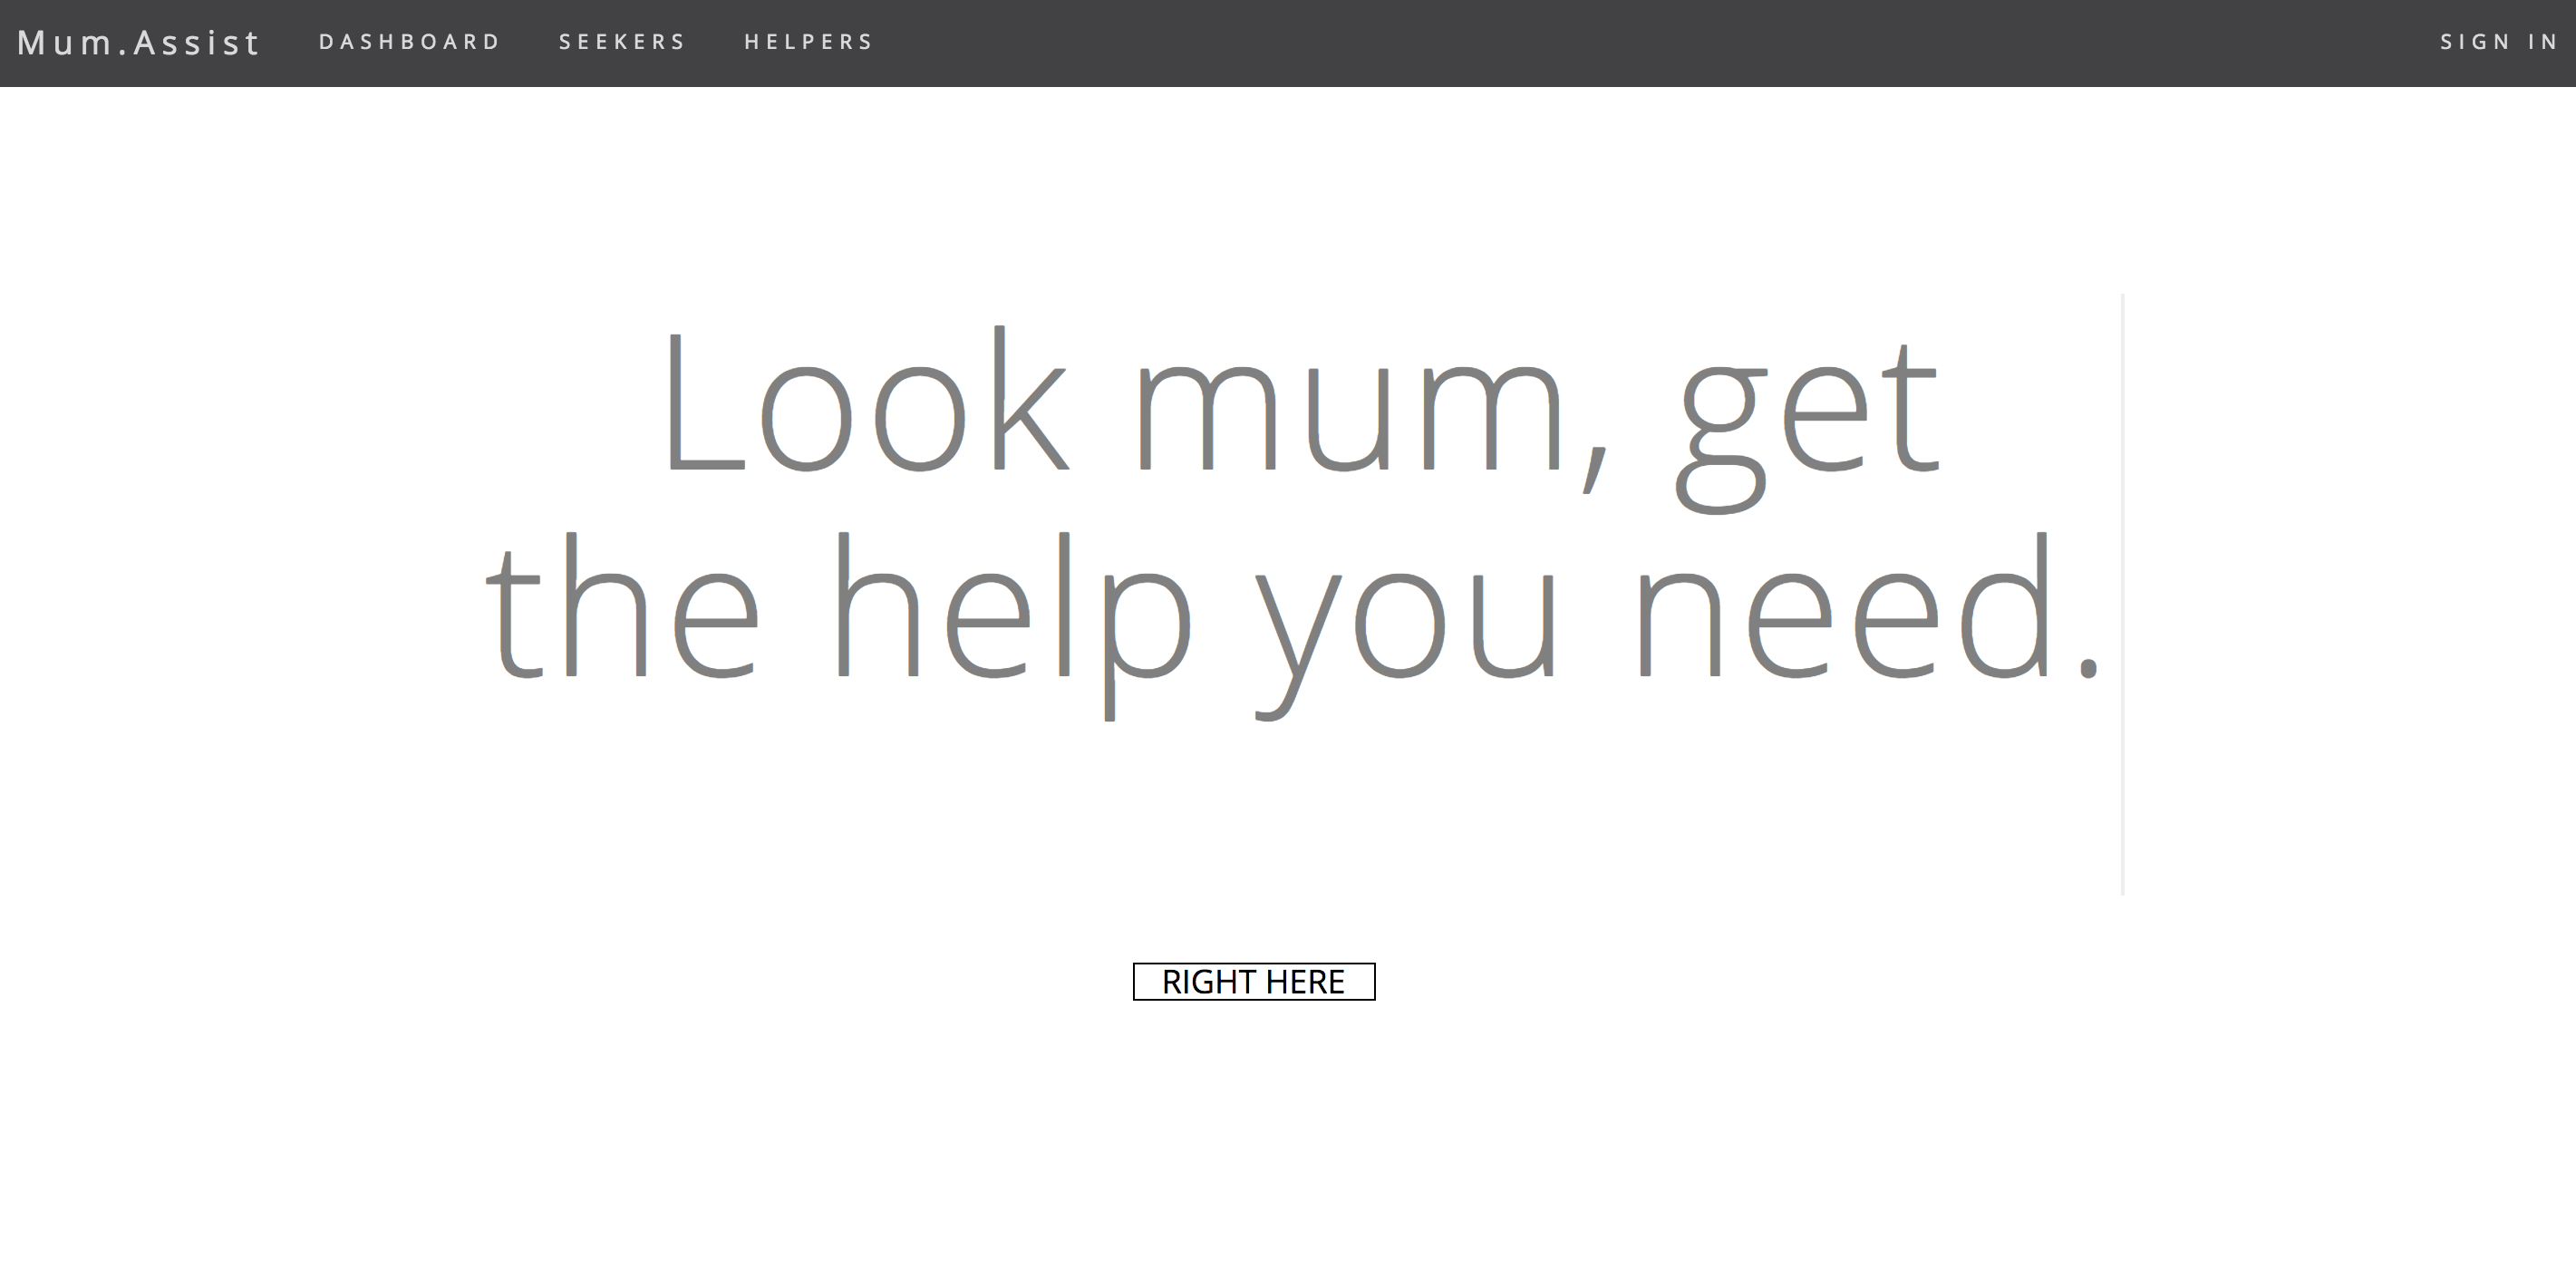 Mum.Assist DASHBOARD SEEKERS HELPERS SIGN IN
Look mum, get
the help you need.
RIGHT HERE